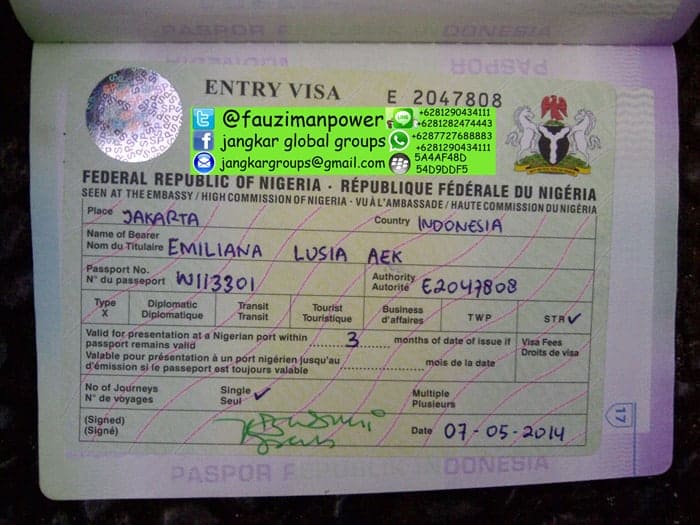 ENTRY VISA E 2047808
@fauzimanpower +6281290434111
+6281282474443
jangkar global groups +6287727688883
+6281290434111
jangkargroups@gmail.com 5A4AF48D
54D9DDF5
FEDERAL REPUBLIC OF NIGERIA · RÉPUBLIQUE FÉDÉRALE DU NIGÉRIA
SEEN AT THE EMBASSY / HIGH COMMISSION OF NIGERIA - VU À L'AMBASSADE / HAUTE COMMISSION DU NIGÉRIA
Place JAKARTA Country INDONESIA
Name of Bearer
Nom du Titulaire EMILIANA LUSIA AEK
Passport No. Authority
N° du passeport W113301 Autorité E2047808
Type Diplomatic Transit Tourist Business TWP STR ✓
X Diplomatique Transit Touristique d'affaires
Valid for presentation at a Nigerian port within 3 months of date of issue if Visa Fees
passport remains valid Droits de visa
Valable pour présentation à un port nigérien jusqu'au mois de la date
d'émission si le passeport est toujours valable
No of Journeys Single ✓ Multiple
N° de voyages Seul Plusieurs
(Signed)
(Signé) Date 07-05-2014
17
PASPOR REPUBLIK INDONESIA